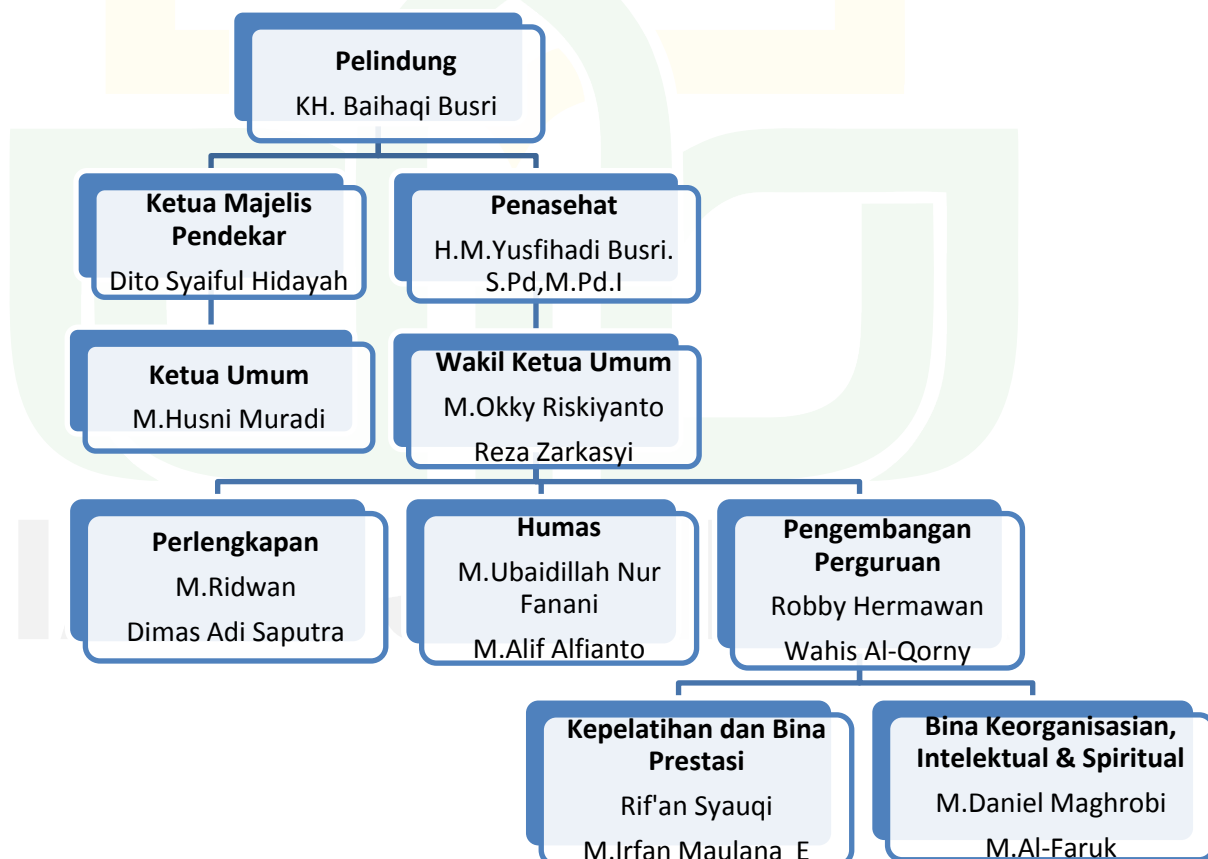 Pelindung
KH. Baihaqi Busri
Ketua Majelis
Pendekar
Dito Syaiful Hidayah
Penasehat
H.M.Yusfihadi Busri.
S.Pd,M.Pd.I
Ketua Umum
M.Husni Muradi
Wakil Ketua Umum
M.Okky Riskiyanto
Reza Zarkasyi
Perlengkapan
M.Ridwan
Dimas Adi Saputra
Humas
M.Ubaidillah Nur
Fanani
M.Alif Alfianto
Pengembangan
Perguruan
Robby Hermawan
Wahis Al-Qorny
Kepelatihan dan Bina
Prestasi
Rif'an Syauqi
M.Irfan Maulana E
Bina Keorganisasian,
Intelektual & Spiritual
M.Daniel Maghrobi
M.Al-Faruk